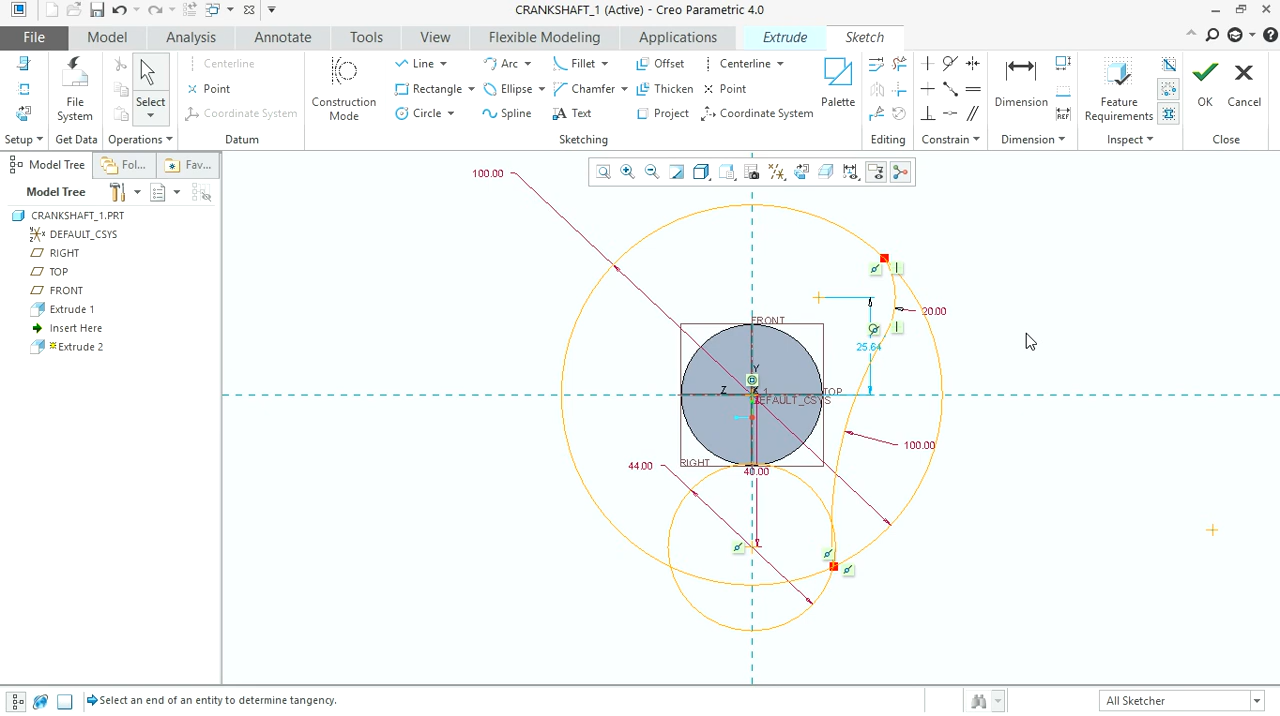 CRANKSHAFT_1 (Active) - Creo Parametric 4.0
File Model Analysis Annotate Tools View Flexible Modeling Applications Extrude Sketch
Centerline Line Arc Fillet Offset Centerline
Point Rectangle Ellipse Chamfer Thicken Point
Coordinate System Circle Spline Text Project Coordinate System
File System Select Construction Mode Palette Dimension Feature Requirements OK Cancel
REF
Setup Get Data Operations Datum Sketching Editing Constrain Dimension Inspect Close
Model Tree Fol... Fav...
Model Tree
CRANKSHAFT_1.PRT
DEFAULT_CSYS
RIGHT
TOP
FRONT
Extrude 1
Insert Here
Extrude 2
100.00
20.00
FRONT
25.64
Y
Z X TOP
DEFAULT_CSYS
100.00
44.00 RIGHT
40.00
Select an end of an entity to determine tangency.
All Sketcher